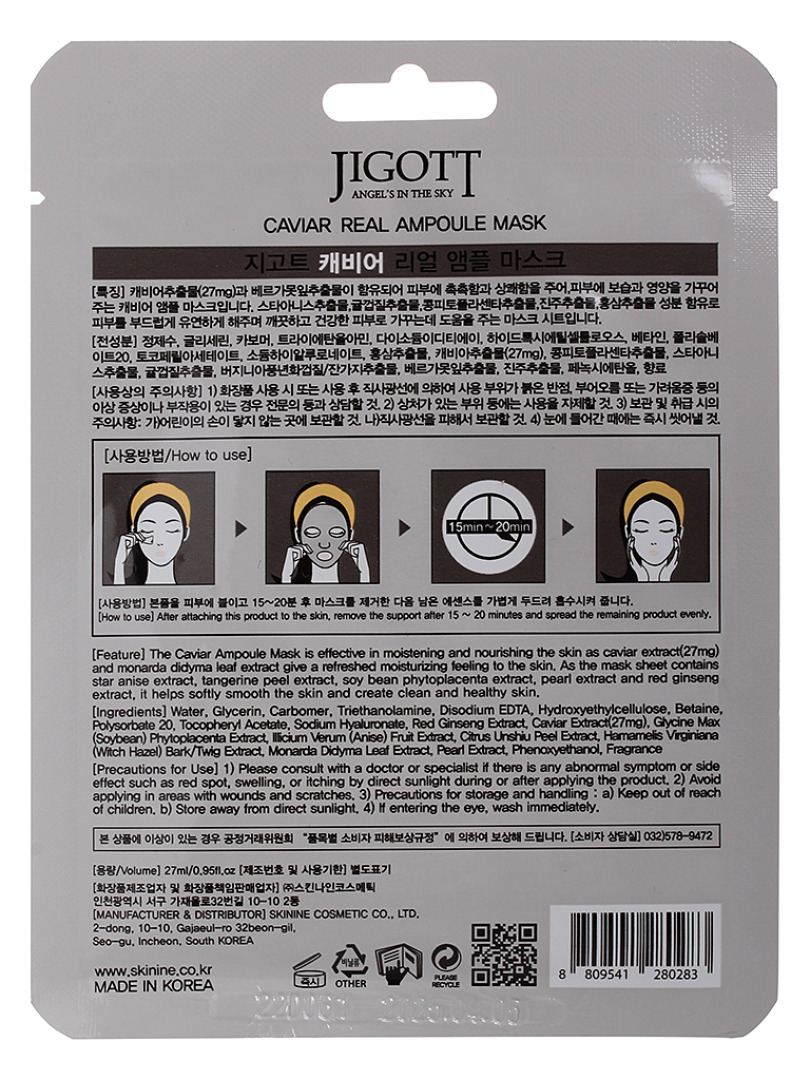 JIGOTT
ANGEL'S IN THE SKY
CAVIAR REAL AMPOULE MASK
지고트 캐비어 리얼 앰플 마스크
[특징] 캐비어추출물(27mg)과 베르가못잎추출물이 함유되어 피부에 촉촉함과 상쾌함을 주어,피부에 보습과 영양을 가꾸어
주는 캐비어 앰플 마스크입니다. 스타아니스추출물,귤껍질추출물,콩피토플라센타추출물,진주추출물,홍삼추출물 성분 함유로
피부를 부드럽게 유연하게 해주며 깨끗하고 건강한 피부로 가꾸는데 도움을 주는 마스크 시트입니다.
[전성분] 정제수, 글리세린, 카보머, 트라이에탄올아민, 다이소듐이디티에이, 하이드록시에틸셀룰로오스, 베타인, 폴리솔베
이트20, 토코페릴아세테이트, 소듐하이알루로네이트, 홍삼추출물, 캐비아추출물(27mg), 콩피토플라센타추출물, 스타아니
스추출물, 귤껍질추출물, 버지니아풍년화껍질/잔가지추출물, 베르가못잎추출물, 진주추출물, 페녹시에탄올, 향료
[사용상의 주의사항] 1) 화장품 사용 시 또는 사용 후 직사광선에 의하여 사용 부위가 붉은 반점, 부어오름 또는 가려움증 등의
이상 증상이나 부작용이 있는 경우 전문의 등과 상담할 것. 2) 상처가 있는 부위 등에는 사용을 자제할 것. 3) 보관 및 취급 시의
주의사항: 가)어린이의 손이 닿지 않는 곳에 보관할 것. 나)직사광선을 피해서 보관할 것. 4) 눈에 들어간 때에는 즉시 씻어낼 것.
[사용방법/How to use]
15min~20min
[사용방법] 본품을 피부에 붙이고 15~20분 후 마스크를 제거한 다음 남은 에센스를 가볍게 두드려 흡수시켜 줍니다.
[How to use] After attaching this product to the skin, remove the support after 15 ~ 20 minutes and spread the remaining product evenly.
[Feature] The Caviar Ampoule Mask is effective in moistening and nourishing the skin as caviar extract(27mg)
and monarda didyma leaf extract give a refreshed moisturizing feeling to the skin. As the mask sheet contains
star anise extract, tangerine peel extract, soy bean phytoplacenta extract, pearl extract and red ginseng
extract, it helps softly smooth the skin and create clean and healthy skin.
[Ingredients] Water, Glycerin, Carbomer, Triethanolamine, Disodium EDTA, Hydroxyethylcellulose, Betaine,
Polysorbate 20, Tocopheryl Acetate, Sodium Hyaluronate, Red Ginseng Extract, Caviar Extract(27mg), Glycine Max
(Soybean) Phytoplacenta Extract, Illicium Verum (Anise) Fruit Extract, Citrus Unshiu Peel Extract, Hamamelis Virginiana
(Witch Hazel) Bark/Twig Extract, Monarda Didyma Leaf Extract, Pearl Extract, Phenoxyethanol, Fragrance
[Precautions for Use] 1) Please consult with a doctor or specialist if there is any abnormal symptom or side
effect such as red spot, swelling, or itching by direct sunlight during or after applying the product. 2) Avoid
applying in areas with wounds and scratches. 3) Precautions for storage and handling : a) Keep out of reach
of children. b) Store away from direct sunlight. 4) If entering the eye, wash immediately.
본 상품에 이상이 있는 경우 공정거래위원회 "품목별 소비자 피해보상규정" 에 의하여 보상해 드립니다. [소비자 상담실] 032)578-9472
[용량/Volume] 27ml/0.95fl.oz [제조번호 및 사용기한] 별도표기
[화장품제조업자 및 화장품책임판매업자] ㈜스킨나인코스메틱
인천광역시 서구 가재울로32번길 10-10 2동
[MANUFACTURER & DISTRIBUTOR] SKININE COSMETIC CO., LTD.
2-dong, 10-10, Gajaeul-ro 32beon-gil,
Seo-gu, Incheon, South KOREA
www.skinine.co.kr
MADE IN KOREA
즉시
비닐류
OTHER
PLEASE
RECYCLE
8 809541 280283